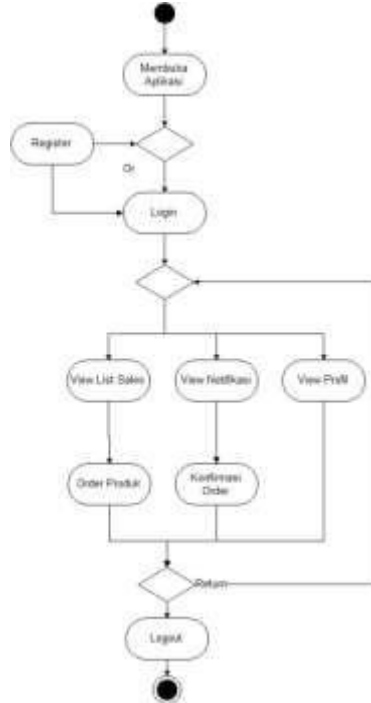 Membuka
Aplikasi
Register
Or
Login
View List Sales
View Notifikasi
View Profil
Order Produk
Konfirmasi
Order
Return
Logout